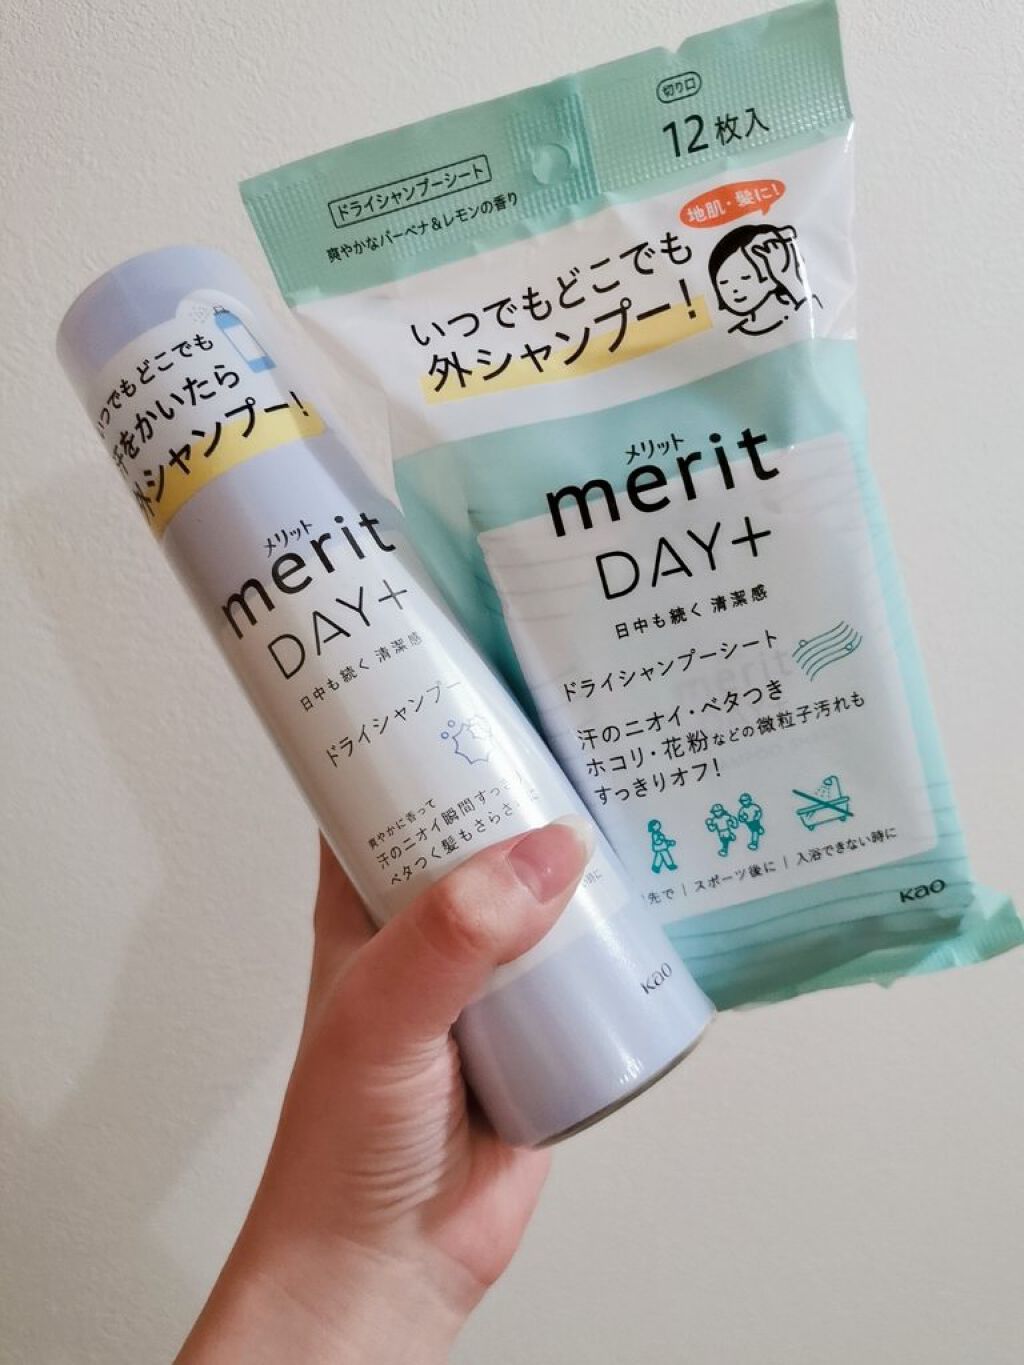 切り口
12枚入
ドライシャンプーシート
爽やかなバーベナ&レモンの香り
地肌・髪に!
いつでもどこでも
外シャンプー!
メリット
merit
DAY+
日中も続く 清潔感
ドライシャンプーシート
汗のニオイ・ベタつき
ホコリ・花粉などの微粒子汚れも
すっきりオフ!
先で | スポーツ後に | 入浴できない時に
Kao
いつでもどこでも
汗をかいたら
外シャンプー!
メリット
merit
DAY+
日中も続く 清潔感
ドライシャンプー
爽やかに香って
汗のニオイ瞬間すっきり
ベタつく髪もさらさらに
時に
Kao